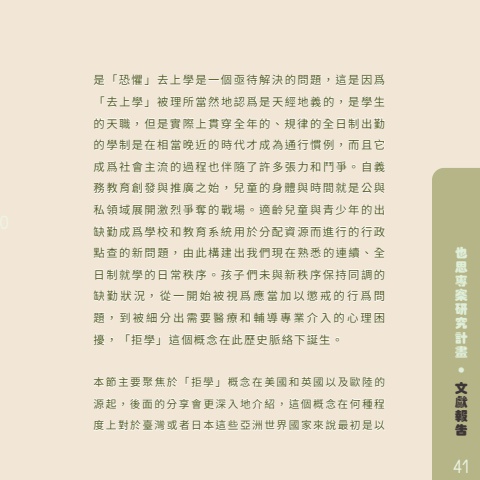 是「恐懼」去上學是一個亟待解決的問題，這是因爲
「去上學」被理所當然地認爲是天經地義的，是學生
的天職，但是實際上貫穿全年的、規律的全日制出勤
的學制是在相當晚近的時代才成為通行慣例，而且它
成爲社會主流的過程也伴隨了許多張力和鬥爭。自義
務教育創發與推廣之始，兒童的身體與時間就是公與
私領域展開激烈爭奪的戰場。適齡兒童與青少年的出
缺勤成爲學校和教育系統用於分配資源而進行的行政
點查的新問題，由此構建出我們現在熟悉的連續、全
日制就學的日常秩序。孩子們未與新秩序保持同調的
缺勤狀況，從一開始被視爲應當加以懲戒的行爲問
題，到被細分出需要醫療和輔導專業介入的心理困
擾，「拒學」這個概念在此歷史脈絡下誕生。
本節主要聚焦於「拒學」概念在美國和英國以及歐陸的
源起，後面的分享會更深入地介紹，這個概念在何種程
度上對於臺灣或者日本這些亞洲世界國家來說最初是以
也思專案研究計畫 • 文獻報告
41